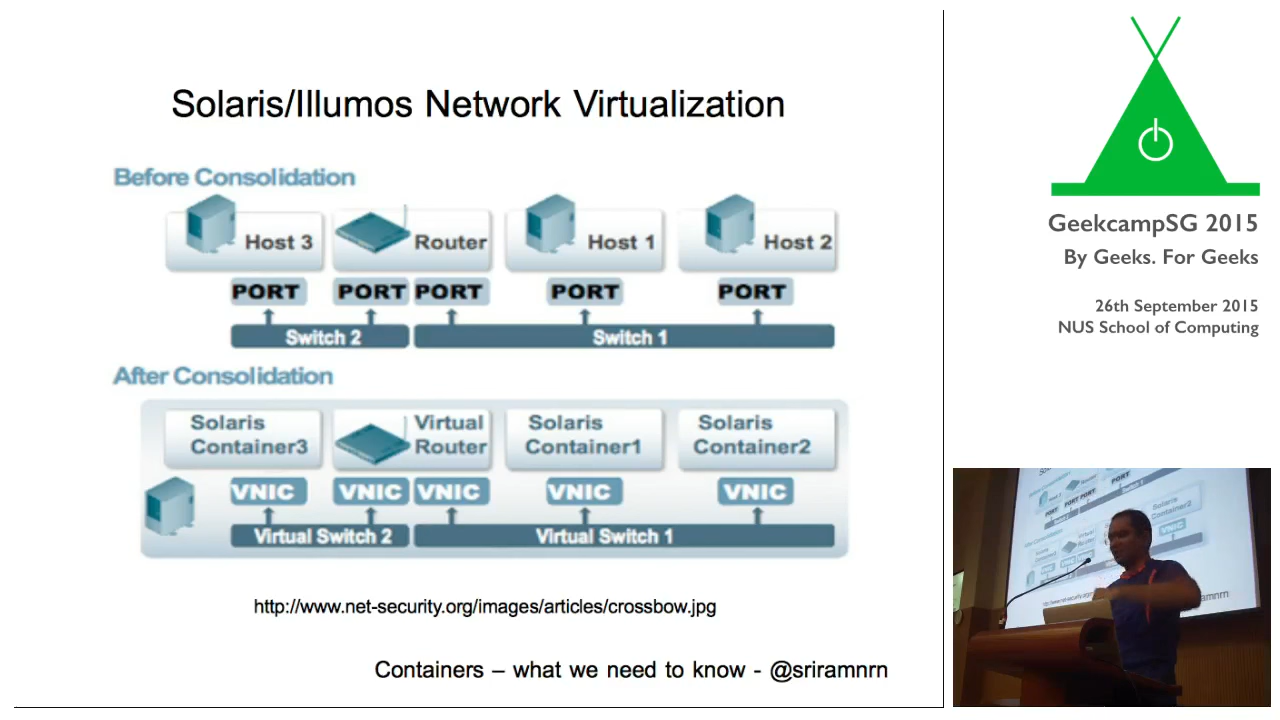 Solaris/Illumos Network Virtualization
Before Consolidation
Host 3
Router
Host 1
Host 2
PORT
PORT
PORT
PORT
PORT
Switch 2
Switch 1
After Consolidation
Solaris
Container3
Virtual
Router
Solaris
Container1
Solaris
Container2
VNIC
VNIC
VNIC
VNIC
VNIC
Virtual Switch 2
Virtual Switch 1
http://www.net-security.org/images/articles/crossbow.jpg
Containers – what we need to know - @sriramnrn
GeekcampSG 2015
By Geeks. For Geeks
26th September 2015
NUS School of Computing